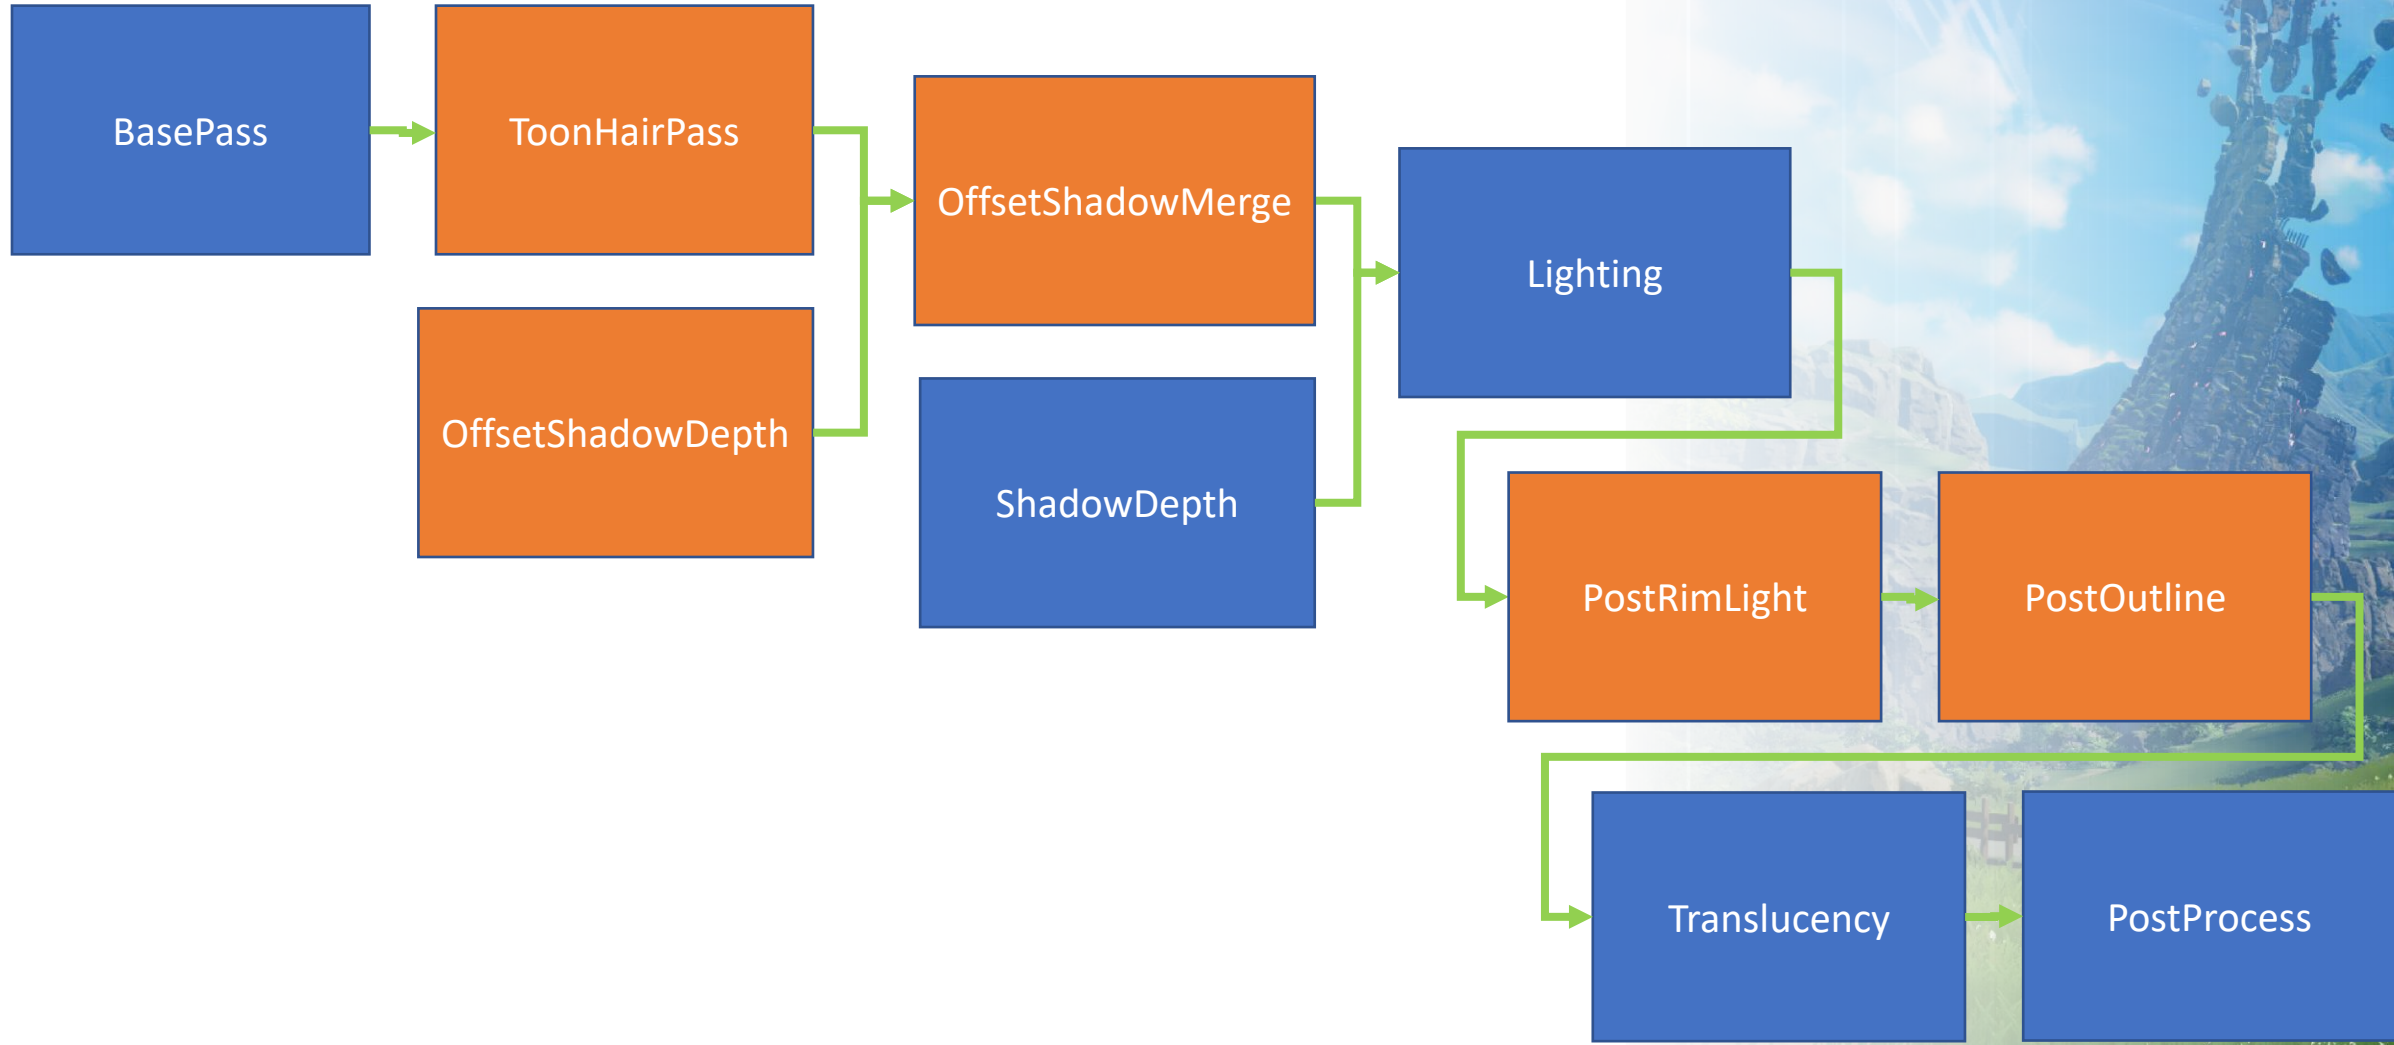 BasePass
ToonHairPass
OffsetShadowMerge
Lighting
OffsetShadowDepth
ShadowDepth
PostRimLight
PostOutline
Translucency
PostProcess